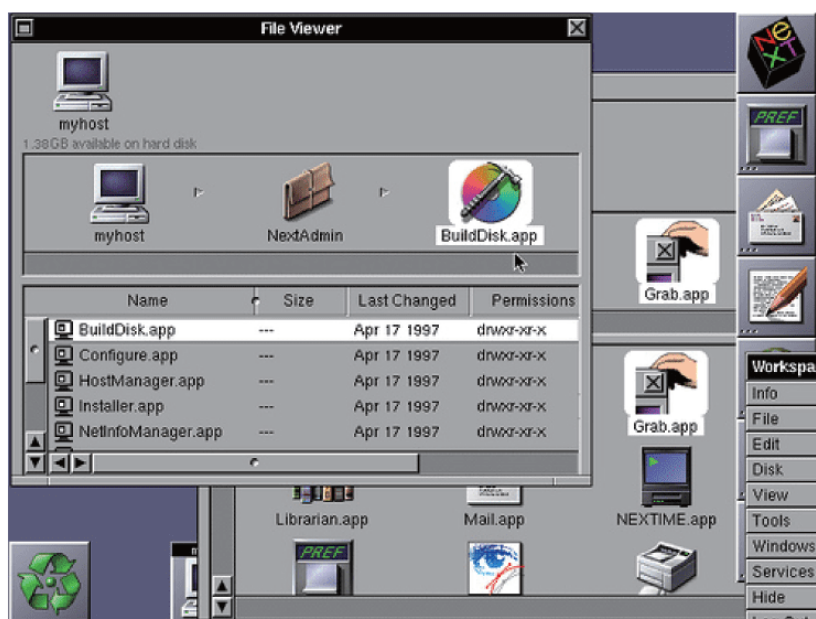 File Viewer
myhost
1.38GB available on hard disk
myhost
NextAdmin
BuildDisk.app
Name Size Last Changed Permissions
BuildDisk.app --- Apr 17 1997 drwxr-xr-x
Configure.app --- Apr 17 1997 drwxr-xr-x
HostManager.app --- Apr 17 1997 drwxr-xr-x
Installer.app --- Apr 17 1997 drwxr-xr-x
NetInfoManager.app --- Apr 17 1997 drwxr-xr-x
Grab.app
Grab.app
Librarian.app
Mail.app
NEXTIME.app
PREF
NeXT
PREF
Workspa
Info
File
Edit
Disk
View
Tools
Windows
Services
Hide